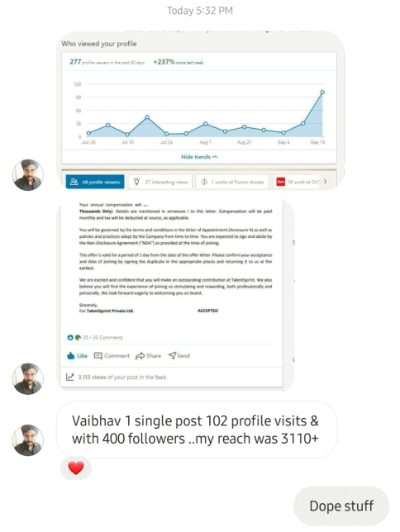 Today 5:32 PM
Who viewed your profile
277 profile viewers in the past 90 days +237% since last week
120
90
60
30
0
Jun 25 Jul 10 Jul 24 Aug 7 Aug 21 Sep 4 Sep 18
Hide trends
All profile viewers 37 interesting views 1 works at Fusion Access 18 work at
Your annual compensation will
Thousands Only. Details are mentioned in annexure I to this letter. Compensation will be paid
monthly and tax will be deducted at source, as applicable.
You will be governed by the terms and conditions in the letter of Appointment (Annexure II) as well as
policies and practices adopt by the Company from time to time. You are expected to sign and abide by
the Non-Disclosure Agreement ("NDA") as provided at the time of joining.
This offer is valid for a period of 1 day from the date of this offer letter. Please confirm your acceptance
and date of joining by signing the duplicate in the appropriate places and returning it to us at the
earliest.
We are excited and confident that you will make an outstanding contribution at TalentSprint. We also
believe you will find the experience of joining us stimulating and rewarding, both professionally and
personally. We look forward eagerly to welcoming you on board.
Sincerely,
For TalentSprint Private Ltd. ACCEPTED
33 • 22 Comments
Like Comment Share Send
3,113 views of your post in the feed
Vaibhav 1 single post 102 profile visits &
with 400 followers ..my reach was 3110+
Dope stuff